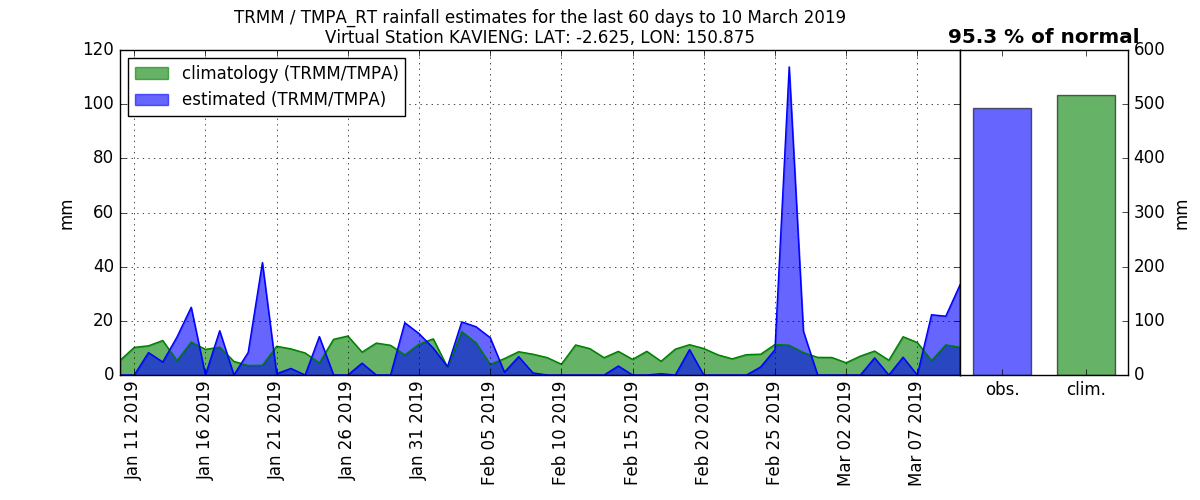 TRMM / TMPA_RT rainfall estimates for the last 60 days to 10 March 2019
Virtual Station KAVIENG: LAT: -2.625, LON: 150.875
95.3 % of normal
climatology (TRMM/TMPA)
estimated (TRMM/TMPA)
120
100
80
60
40
20
0
mm
Jan 11 2019
Jan 16 2019
Jan 21 2019
Jan 26 2019
Jan 31 2019
Feb 05 2019
Feb 10 2019
Feb 15 2019
Feb 20 2019
Feb 25 2019
Mar 02 2019
Mar 07 2019
obs.
clim.
600
500
400
300
200
100
0
mm